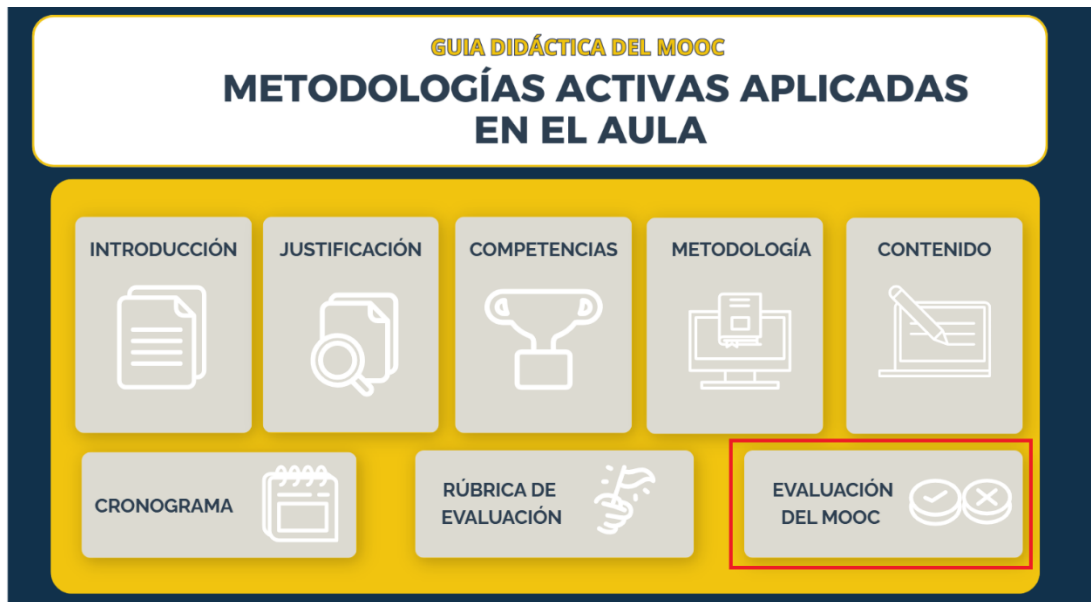 GUIA DIDÁCTICA DEL MOOC
METODOLOGÍAS ACTIVAS APLICADAS
EN EL AULA
INTRODUCCIÓN
JUSTIFICACIÓN
COMPETENCIAS
METODOLOGÍA
CONTENIDO
CRONOGRAMA
RÚBRICA DE
EVALUACIÓN
EVALUACIÓN
DEL MOOC